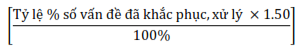 [Tỷ lệ % số vấn đề đã khắc phục, xử lý × 1.50
100%]